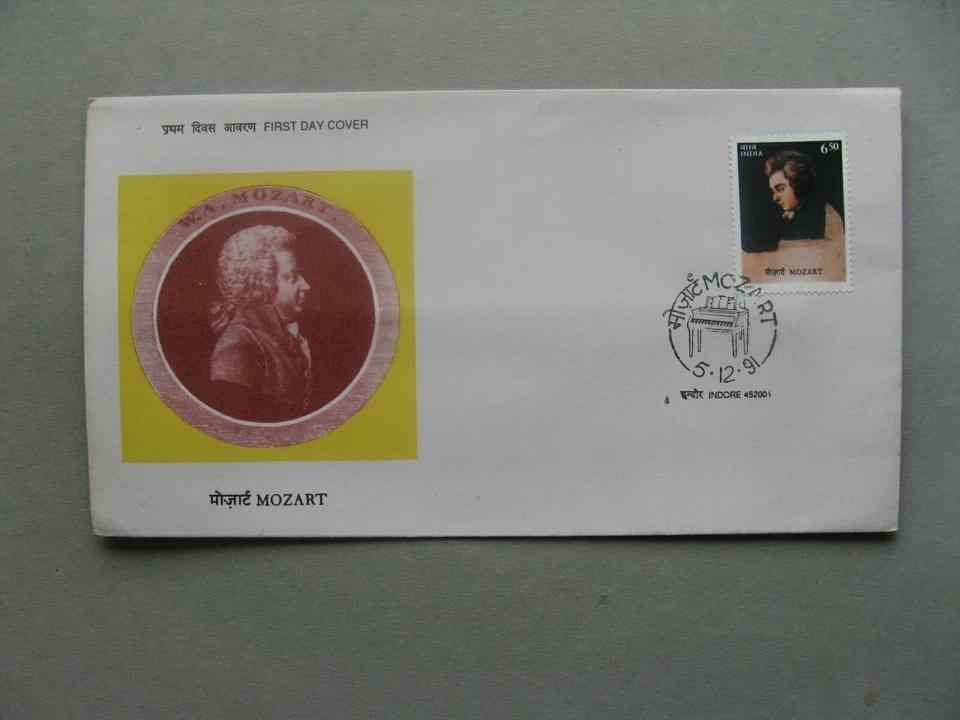 प्रथम दिवस आवरण FIRST DAY COVER
W. A. MOZART.
मोज़ार्ट MOZART
भारत 6 50
INDIA
मोज़ार्ट MOZART
1991
मोज़ार्ट MOZART
5.12.91
इन्दौर INDORE 452001